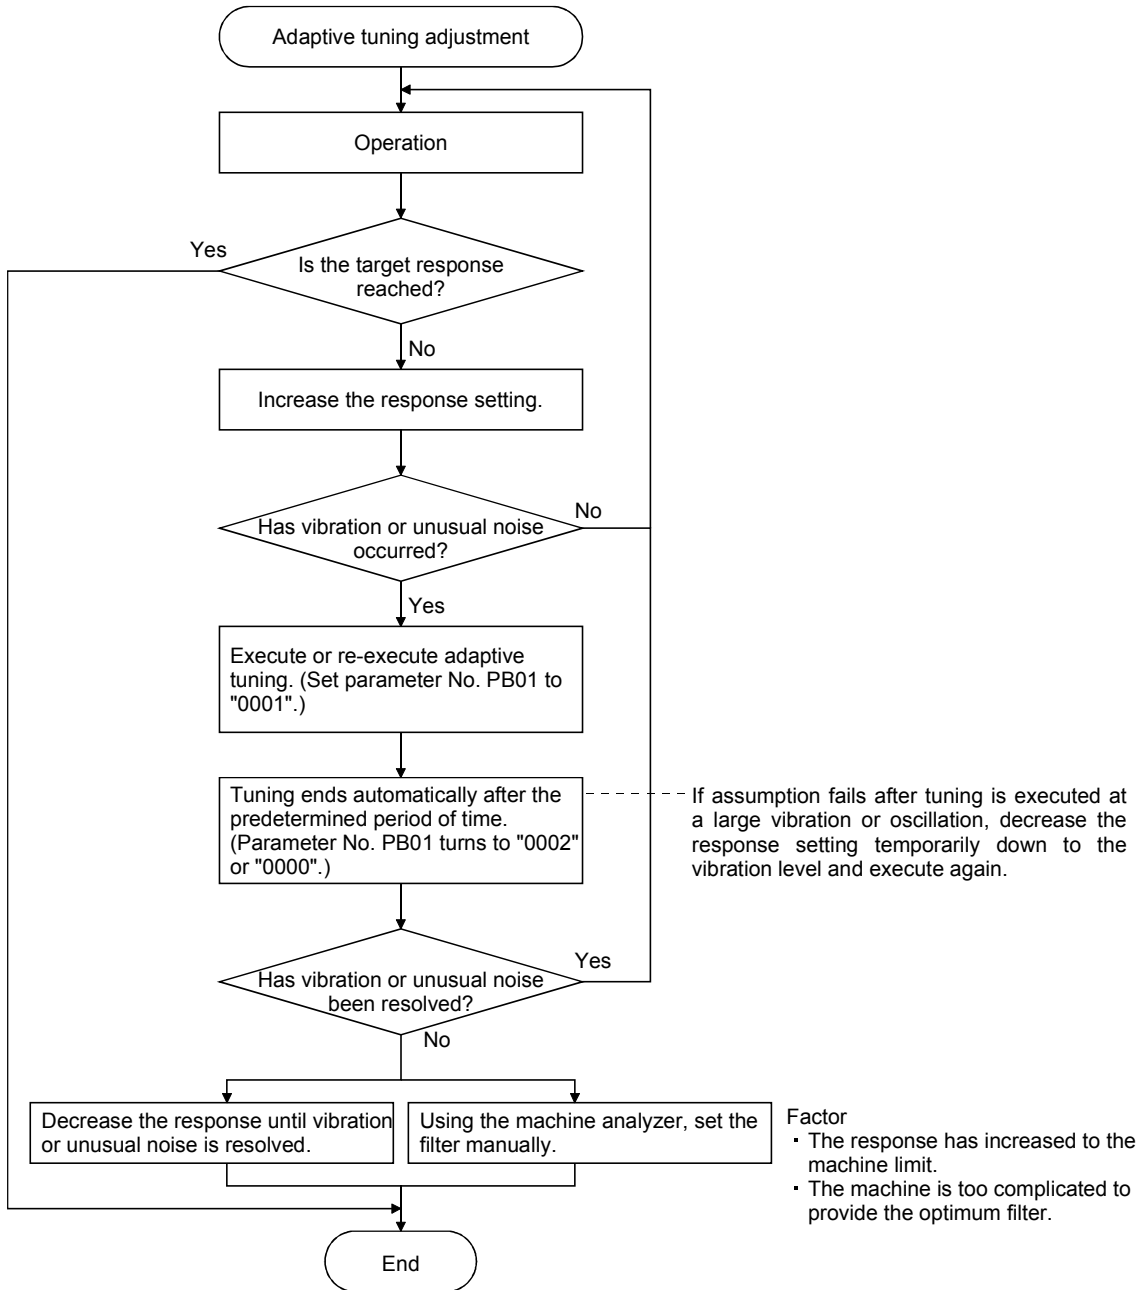 Adaptive tuning adjustment
Operation
Yes
Is the target response
reached?
No
Increase the response setting.
Has vibration or unusual noise
occurred?
No
Yes
Execute or re-execute adaptive
tuning. (Set parameter No. PB01 to
"0001".)
Tuning ends automatically after the
predetermined period of time.
(Parameter No. PB01 turns to "0002"
or "0000".)
If assumption fails after tuning is executed at
a large vibration or oscillation, decrease the
response setting temporarily down to the
vibration level and execute again.
Has vibration or unusual noise
been resolved?
Yes
No
Decrease the response until vibration
or unusual noise is resolved.
Using the machine analyzer, set the
filter manually.
Factor
· The response has increased to the
machine limit.
· The machine is too complicated to
provide the optimum filter.
End